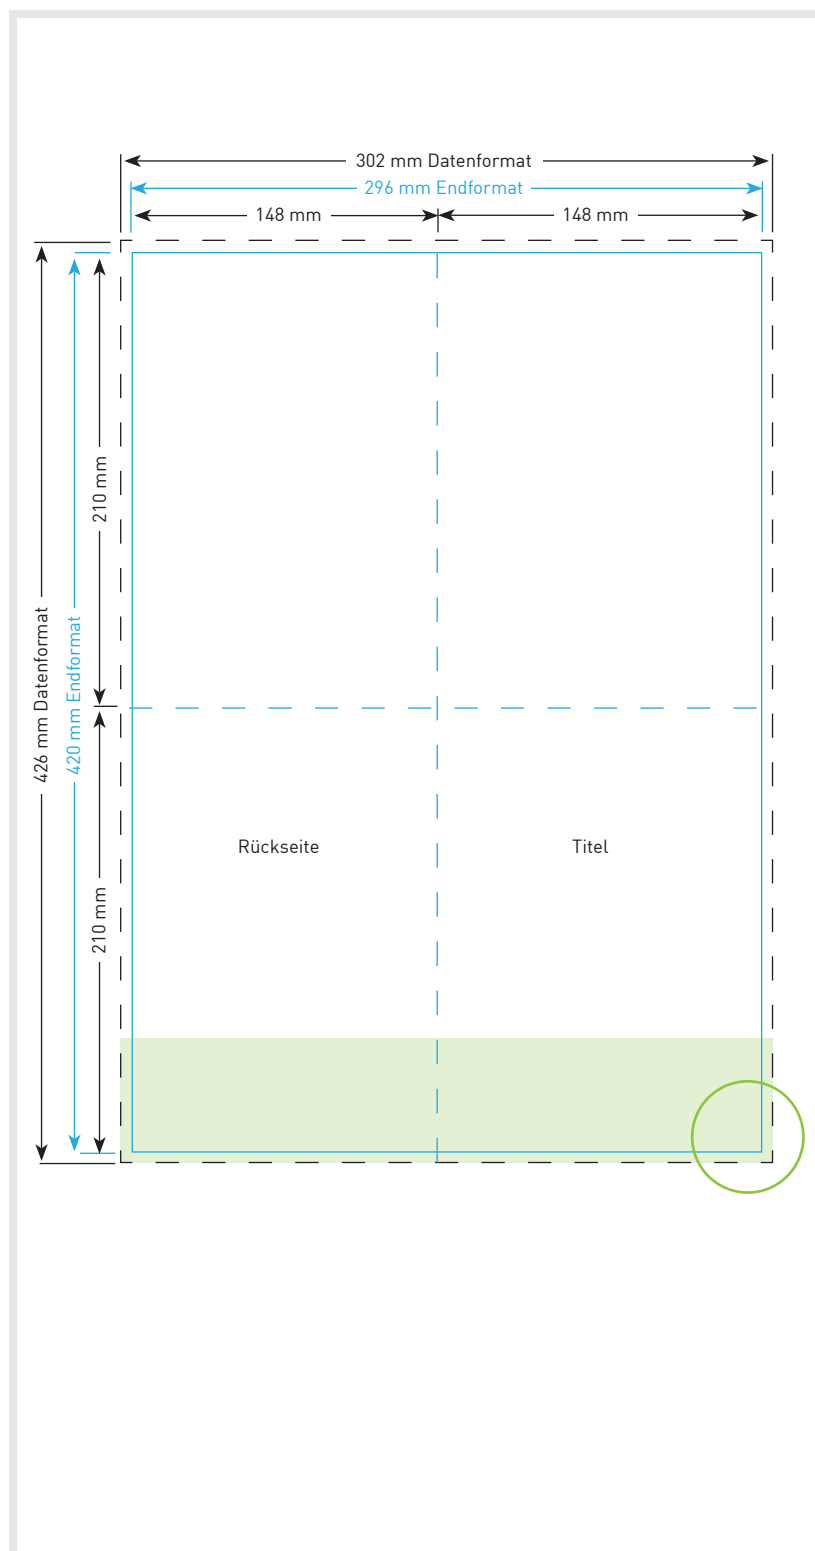 302 mm Datenformat
296 mm Endformat
148 mm
148 mm
426 mm Datenformat
420 mm Endformat
210 mm
210 mm
Rückseite
Titel